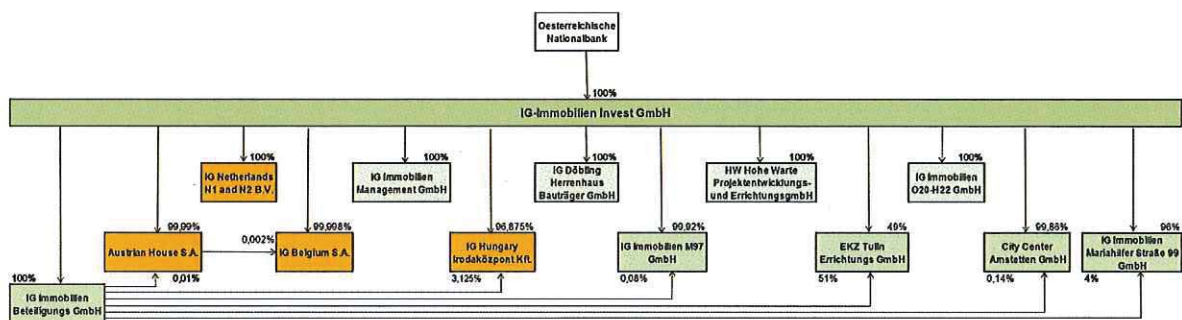 Oesterreichische
Nationalbank
100%
IG-Immobilien Invest GmbH
100%
100%
100%
100%
100%
IG Netherlands
N1 and N2 B.V.
IG Immobilien
Management GmbH
IG Döbling
Herrenhaus
Bauträger GmbH
HW Hohe Warte
Projektentwicklungs-
und ErrichtungsgmbH
IG Immobilien
O20-H22 GmbH
99,99%
99,998%
96,875%
99,92%
49%
99,86%
96%
0,002%
Austrian House S.A.
IG Belgium S.A.
IG Hungary
Irodaközpont Kft.
IG Immobilien M97
GmbH
EKZ Tulln
Errichtungs GmbH
City Center
Amstetten GmbH
IG Immobilien
Mariahilfer Straße 99
GmbH
100%
0,01%
3,125%
0,08%
51%
0,14%
4%
IG Immobilien
Beteiligungs GmbH